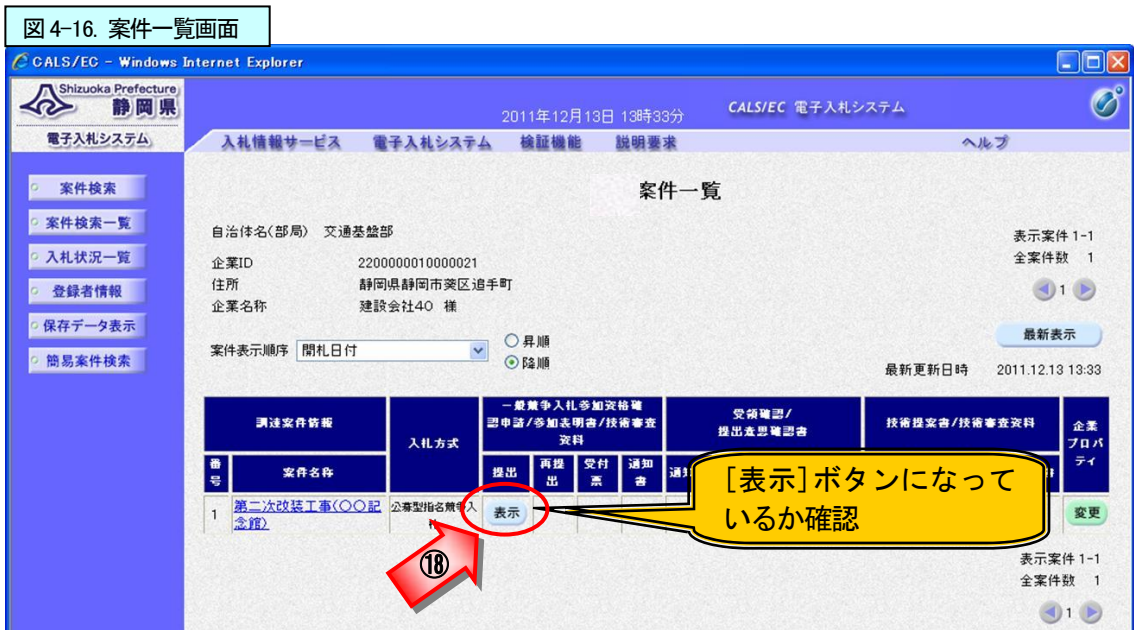 図 4-16. 案件一覧画面
CALS/EC - Windows Internet Explorer
Shizuoka Prefecture
静岡県
電子入札システム
2011年12月13日 13時33分
CALS/EC 電子入札システム
入札情報サービス 電子入札システム 検証機能 説明要求 ヘルプ
案件検索
案件検索一覧
入札状況一覧
登録者情報
保存データ表示
簡易案件検索
案件一覧
自治体名(部局) 交通基盤部
企業ID 2200000010000021
住所 静岡県静岡市葵区追手町
企業名称 建設会社40 様
表示案件 1-1
全案件数 1
1
案件表示順序 開札日付
昇順
降順
最新表示
最新更新日時 2011.12.13 13:33
調達案件情報
入札方式
一般競争入札参加資格確
認申請/参加表明書/技術審査
資料
受領確認/
提出意思確認書
技術提案書/技術審査資料
企業
プロパ
ティ
番号
案件名称
提出
再提出
受付票
通知書
1
第二次改装工事(〇〇記
念館)
公募型指名競争入
表示
変更
[表示]ボタンになって
いるか確認
⑱
表示案件 1-1
全案件数 1
1